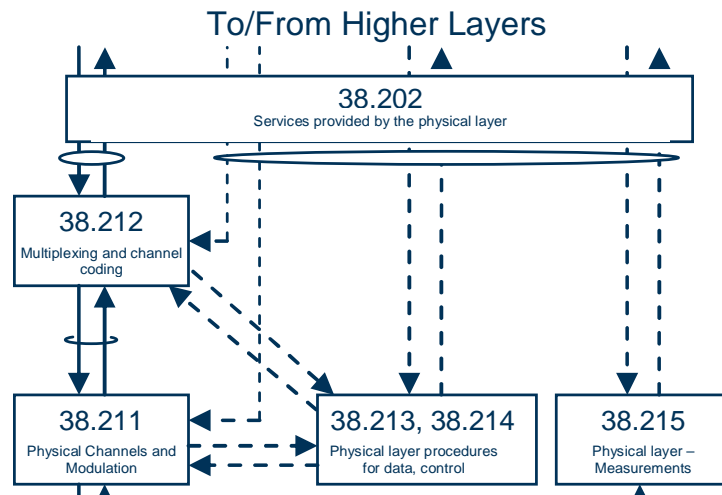 To/From Higher Layers
38.202
Services provided by the physical layer
38.212
Multiplexing and channel
coding
38.211
Physical Channels and
Modulation
38.213, 38.214
Physical layer procedures
for data, control
38.215
Physical layer –
Measurements